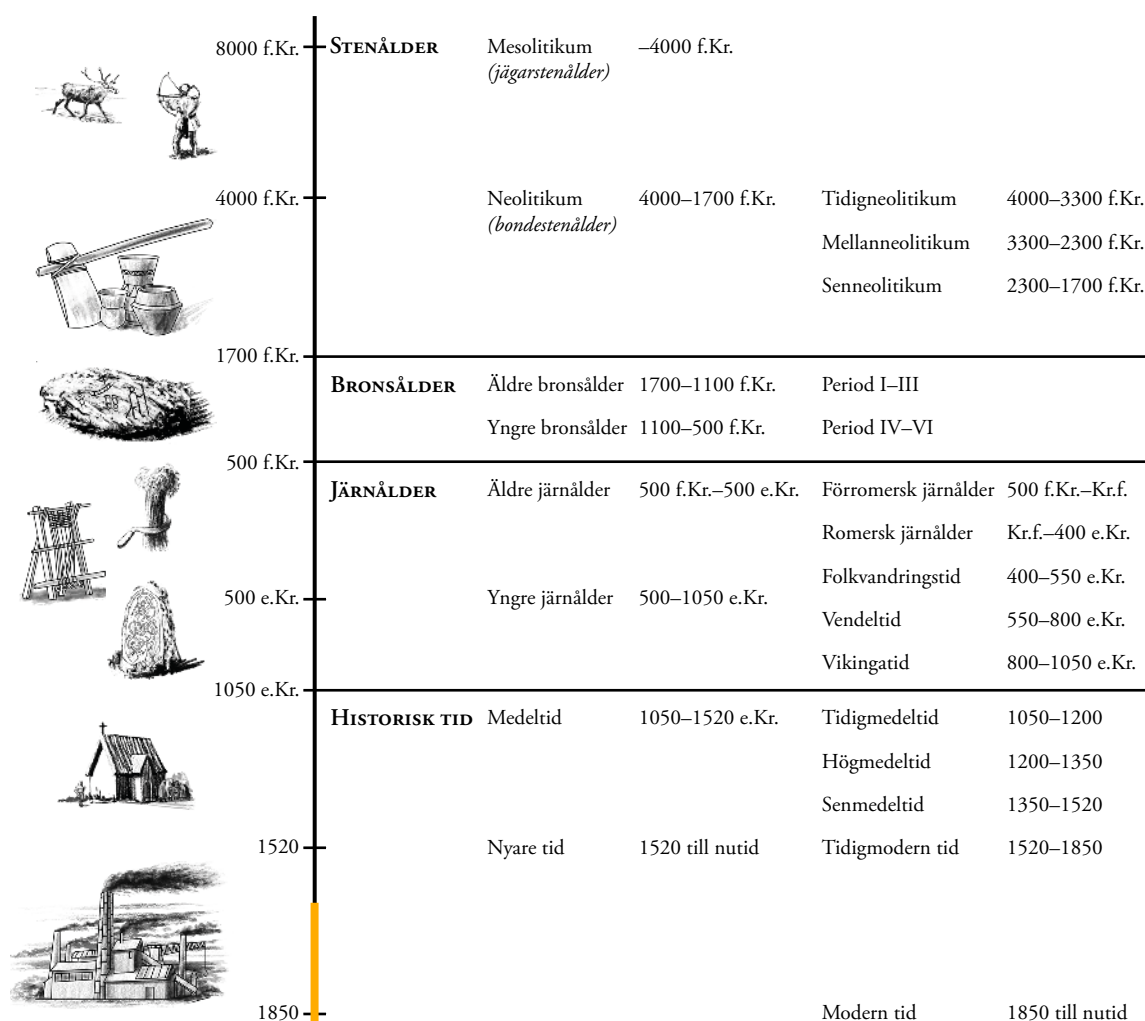 8000 f.Kr. STENÅLDER Mesolitikum –4000 f.Kr.
(jägarstenålder)
4000 f.Kr. Neolitikum 4000–1700 f.Kr. Tidigneolitikum 4000–3300 f.Kr.
(bondestenålder)
Mellanneolitikum 3300–2300 f.Kr.
Senneolitikum 2300–1700 f.Kr.
1700 f.Kr.
BRONSÅLDER Äldre bronsålder 1700–1100 f.Kr. Period I–III
Yngre bronsålder 1100–500 f.Kr. Period IV–VI
500 f.Kr.
JÄRNÅLDER Äldre järnålder 500 f.Kr.–500 e.Kr. Förromersk järnålder 500 f.Kr.–Kr.f.
Romersk järnålder Kr.f.–400 e.Kr.
Folkvandringstid 400–550 e.Kr.
500 e.Kr. Yngre järnålder 500–1050 e.Kr.
Vendeltid 550–800 e.Kr.
Vikingatid 800–1050 e.Kr.
1050 e.Kr.
HISTORISK TID Medeltid 1050–1520 e.Kr. Tidigmedeltid 1050–1200
Högmedeltid 1200–1350
Senmedeltid 1350–1520
1520 Nyare tid 1520 till nutid Tidigmodern tid 1520–1850
1850 Modern tid 1850 till nutid